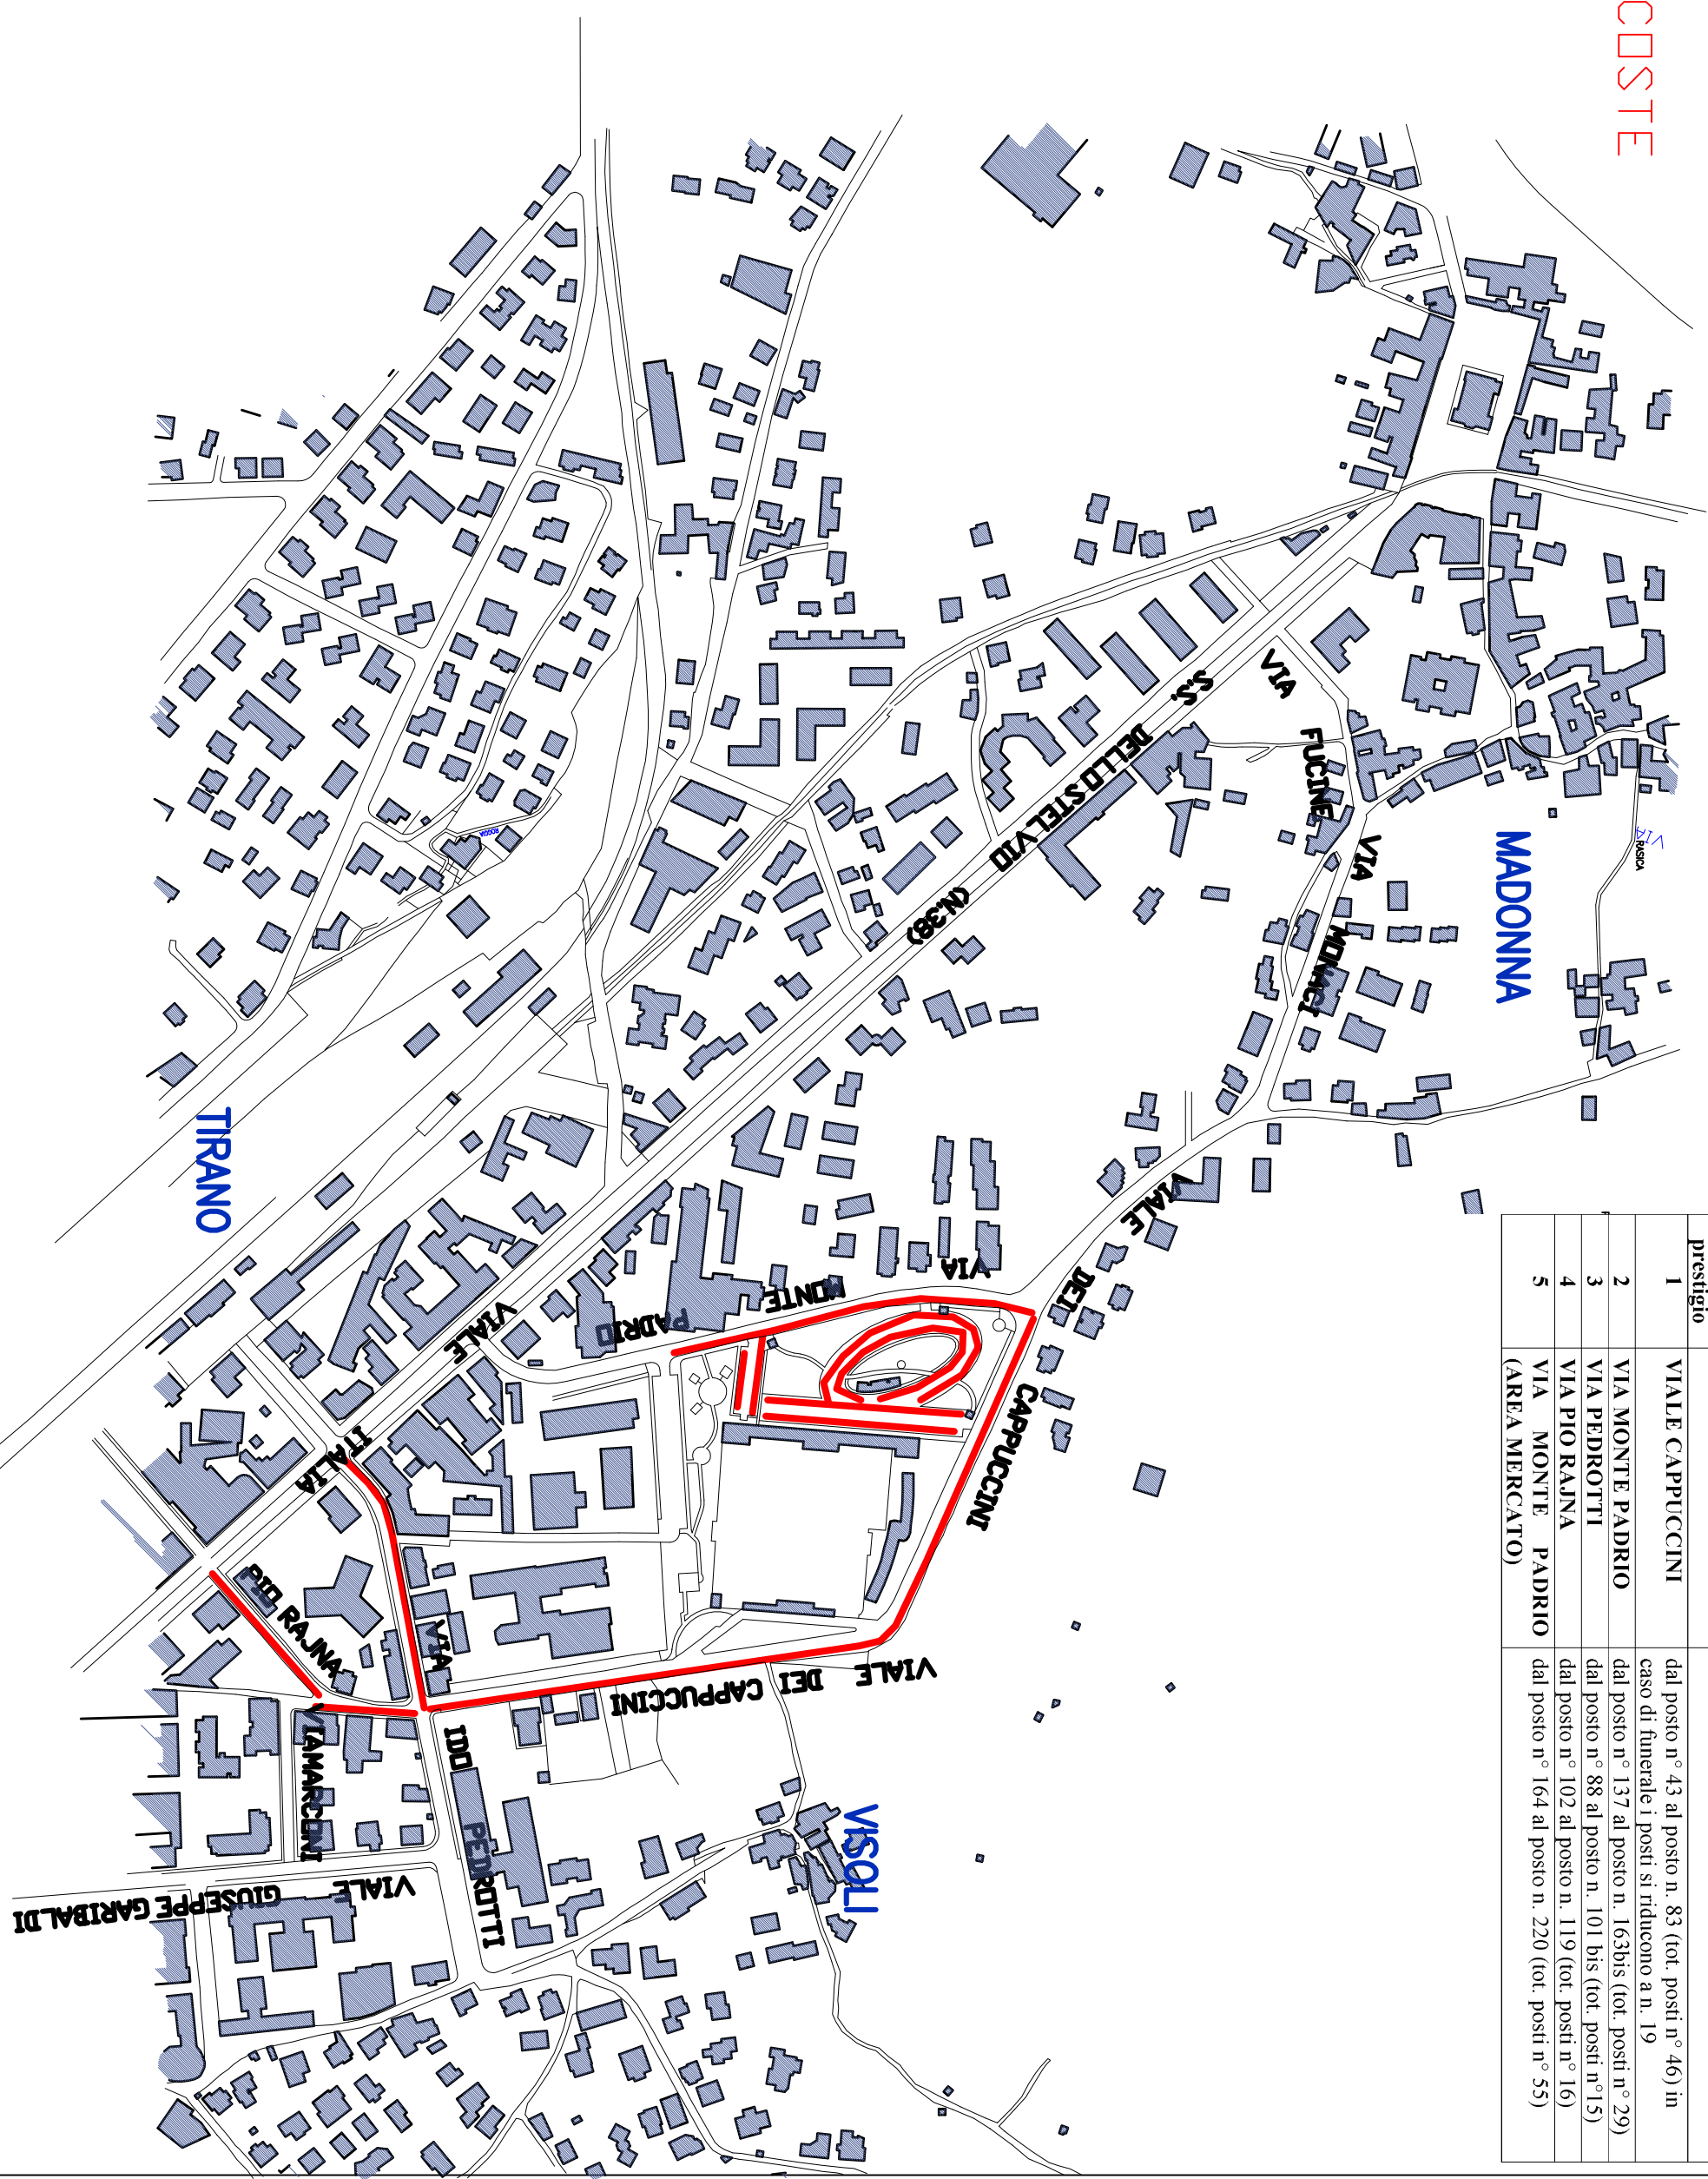 COSTE
prestigio
1 VIALE CAPPUCCINI dal posto n° 43 al posto n. 83 (tot. posti n° 46) in
caso di funerale i posti si riducono a n. 19
2 VIA MONTE PADRIO dal posto n° 137 al posto n. 163bis (tot. posti n° 29)
3 VIA PEDROTTI dal posto n° 88 al posto n. 101 bis (tot. posti n°15)
4 VIA PIO RAJNA dal posto n° 102 al posto n. 119 (tot. posti n° 16)
5 VIA MONTE PADRIO dal posto n° 164 al posto n. 220 (tot. posti n° 55)
(AREA MERCATO)
VIA
RASICA
MADONNA
VIA
FUCINE
VIA
MONACI
S.S.
DELLO STELVIO
(N.38)
ROGGIA
TIRANO
VIALE
DEI
CAPPUCCINI
VIA
MONTE
PADRIO
VIALE
ITALIA
PIO RAJNA
VIA
IDO
PEDROTTI
VIALE DEI CAPPUCCINI
VIA MARCONI
VISOLI
VIALE
GIUSEPPE GARIBALDI